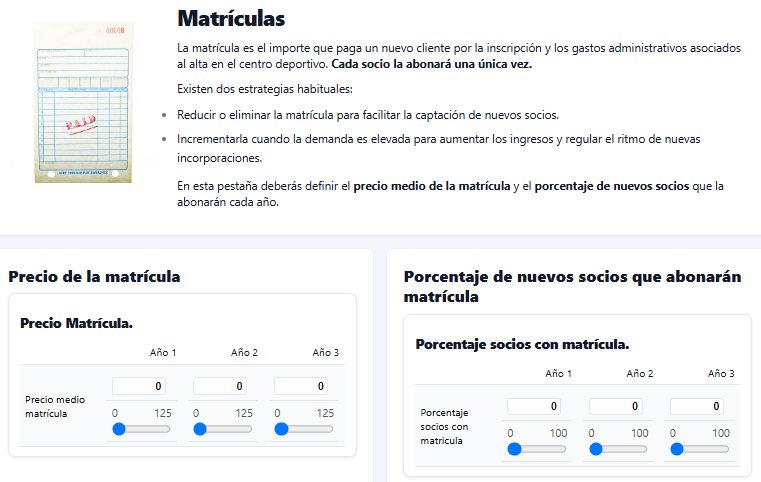 40408
PAID
Matrículas
La matrícula es el importe que paga un nuevo cliente por la inscripción y los gastos administrativos asociados
al alta en el centro deportivo. Cada socio la abonará una única vez.
Existen dos estrategias habituales:
Reducir o eliminar la matrícula para facilitar la captación de nuevos socios.
Incrementarla cuando la demanda es elevada para aumentar los ingresos y regular el ritmo de nuevas
incorporaciones.
En esta pestaña deberás definir el precio medio de la matrícula y el porcentaje de nuevos socios que la
abonarán cada año.
Precio de la matrícula
Precio Matrícula.
Año 1 Año 2 Año 3
Precio medio
matrícula
0 0 0
0 125 0 125 0 125
Porcentaje de nuevos socios que abonarán
matrícula
Porcentaje socios con matrícula.
Año 1 Año 2 Año 3
Porcentaje
socios con
matricula
0 0 0
0 100 0 100 0 100